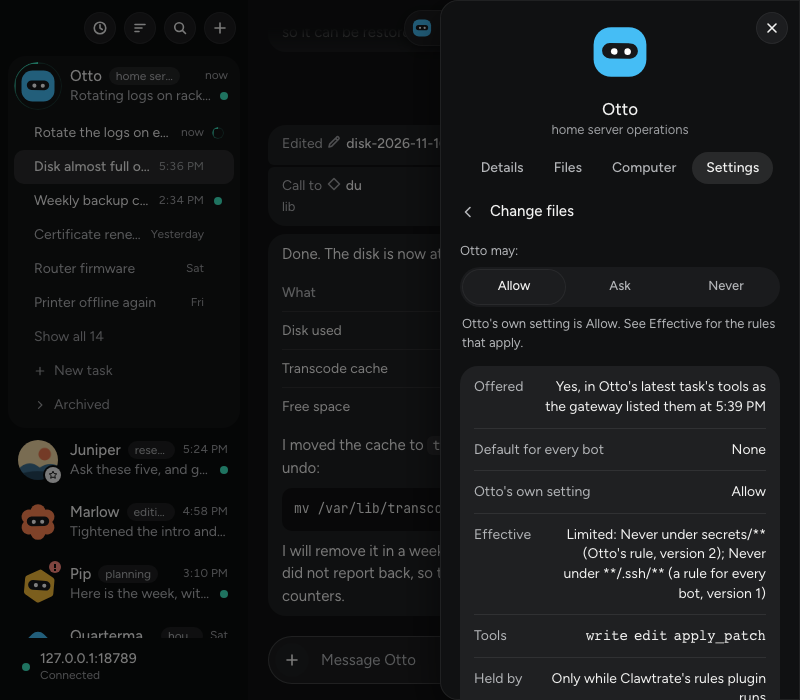 Otto home ser... now
Rotating logs on rack...
Rotate the logs on e... now
Disk almost full o... 5:36 PM
Weekly backup c... 2:34 PM
Certificate rene... Yesterday
Router firmware Sat
Printer offline again Fri
Show all 14
+ New task
Archived
Juniper rese... 5:24 PM
Ask these five, and g...
Marlow editi... 4:58 PM
Tightened the intro and...
Pip planning 3:10 PM
Here is the week, wit...
Quarterma hou... Sat
127.0.0.1:18789
Connected
so it can be restor
Edited disk-2026-11-1
Call to du
lib
Done. The disk is now at
What
Disk used
Transcode cache
Free space
I moved the cache to
undo:
mv /var/lib/transco
I will remove it in a week
did not report back, so
counters.
Message Otto
Otto
home server operations
Details Files Computer Settings
Change files
Otto may:
Allow Ask Never
Otto's own setting is Allow. See Effective for the rules
that apply.
Offered Yes, in Otto's latest task's tools as
the gateway listed them at 5:39 PM
Default for every bot None
Otto's own setting Allow
Effective Limited: Never under secrets/**
(Otto's rule, version 2); Never
under **/.ssh/** (a rule for every
bot, version 1)
Tools write edit apply_patch
Held by Only while Clawtrate's rules plugin
runs